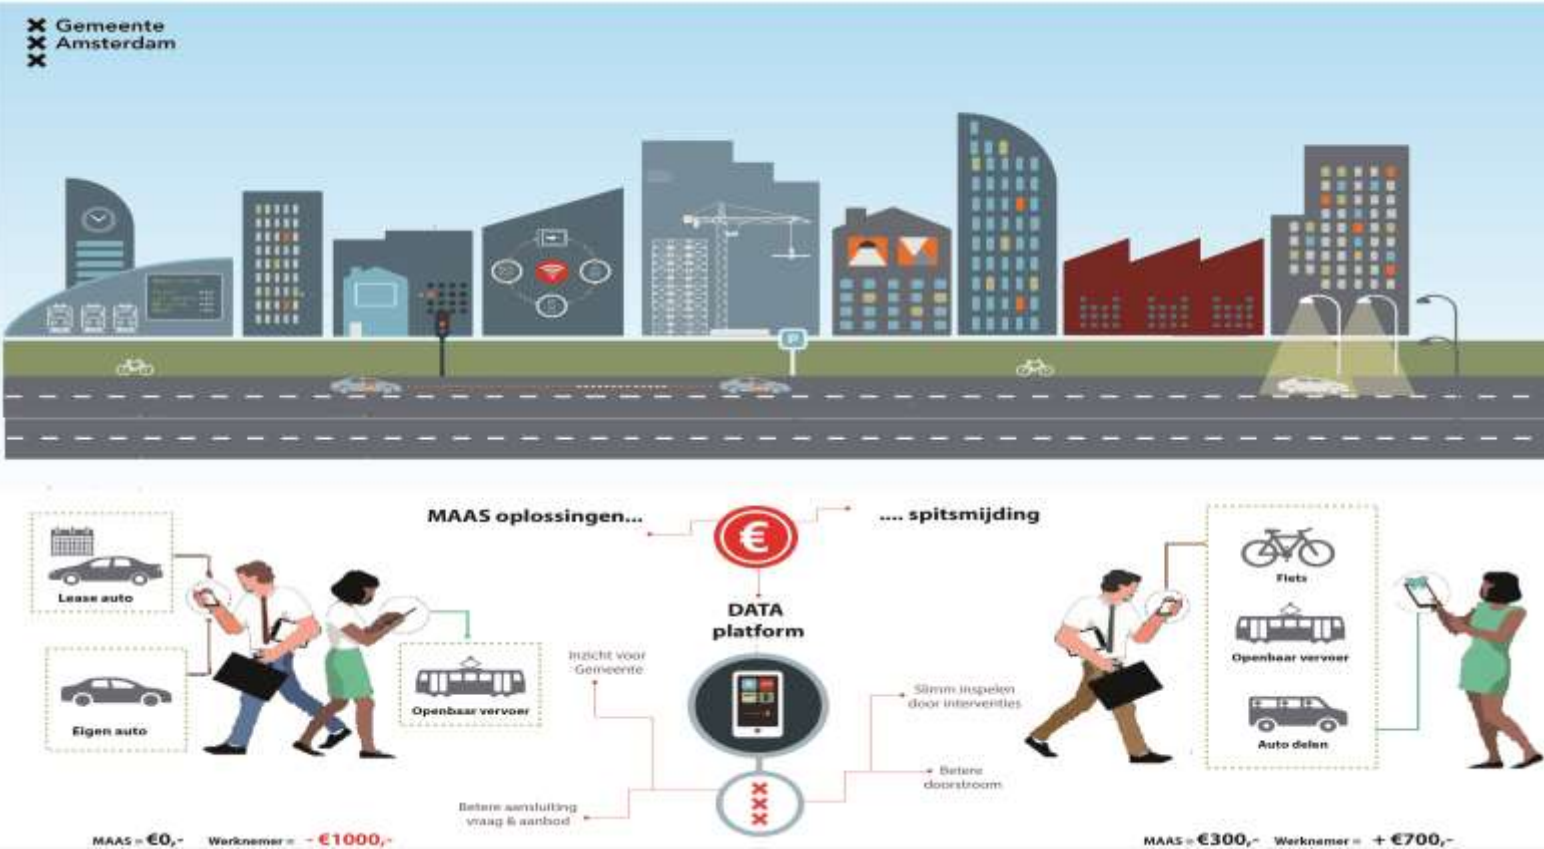 Gemeente
Amsterdam
P
MAAS oplossingen...
€
.... spitsmijding
Lease auto
Eigen auto
Openbaar vervoer
DATA
platform
Inzicht voor
Gemeente
Betere aansluiting
vraag & aanbod
Slimm inspelen
door interventies
Betere
doorstroom
Fiets
Openbaar vervoer
Auto delen
MAAS = €0,- Werknemer = - €1000,-
MAAS = €300,- Werknemer = + €700,-